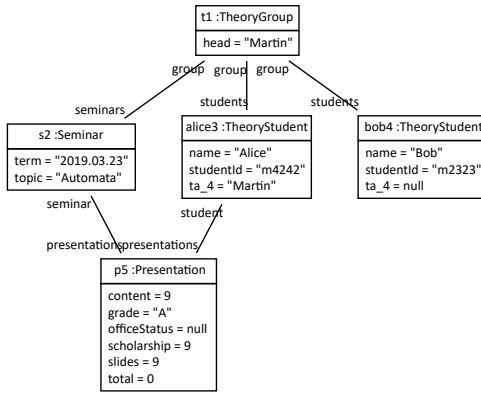 t1 :TheoryGroup
head = "Martin"
group group group
seminars
students
students
s2 :Seminar
term = "2019.03.23"
topic = "Automata"
alice3 :TheoryStudent
name = "Alice"
studentId = "m4242"
ta_4 = "Martin"
bob4 :TheoryStudent
name = "Bob"
studentId = "m2323"
ta_4 = null
seminar
student
presentations
presentations
p5 :Presentation
content = 9
grade = "A"
officeStatus = null
scholarship = 9
slides = 9
total = 0